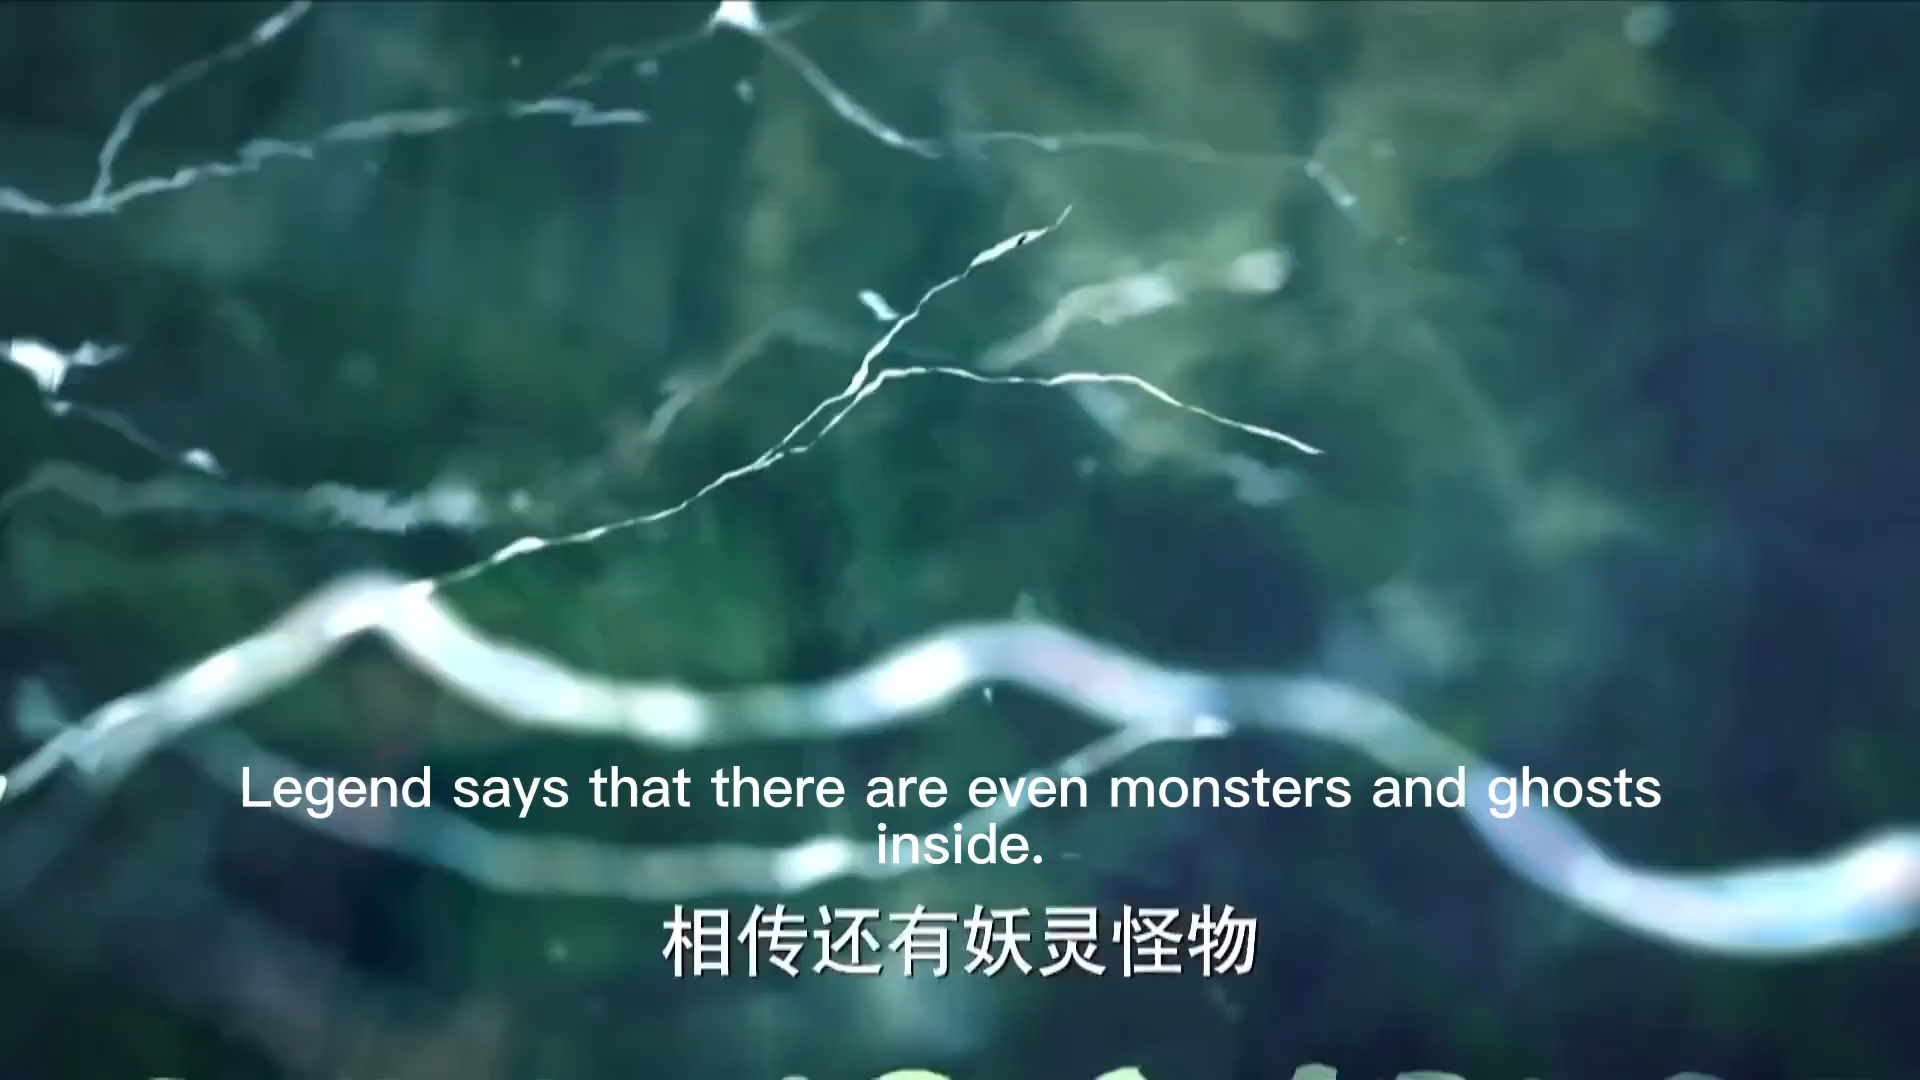 Legend says that there are even monsters and ghosts
inside.
相传还有妖灵怪物